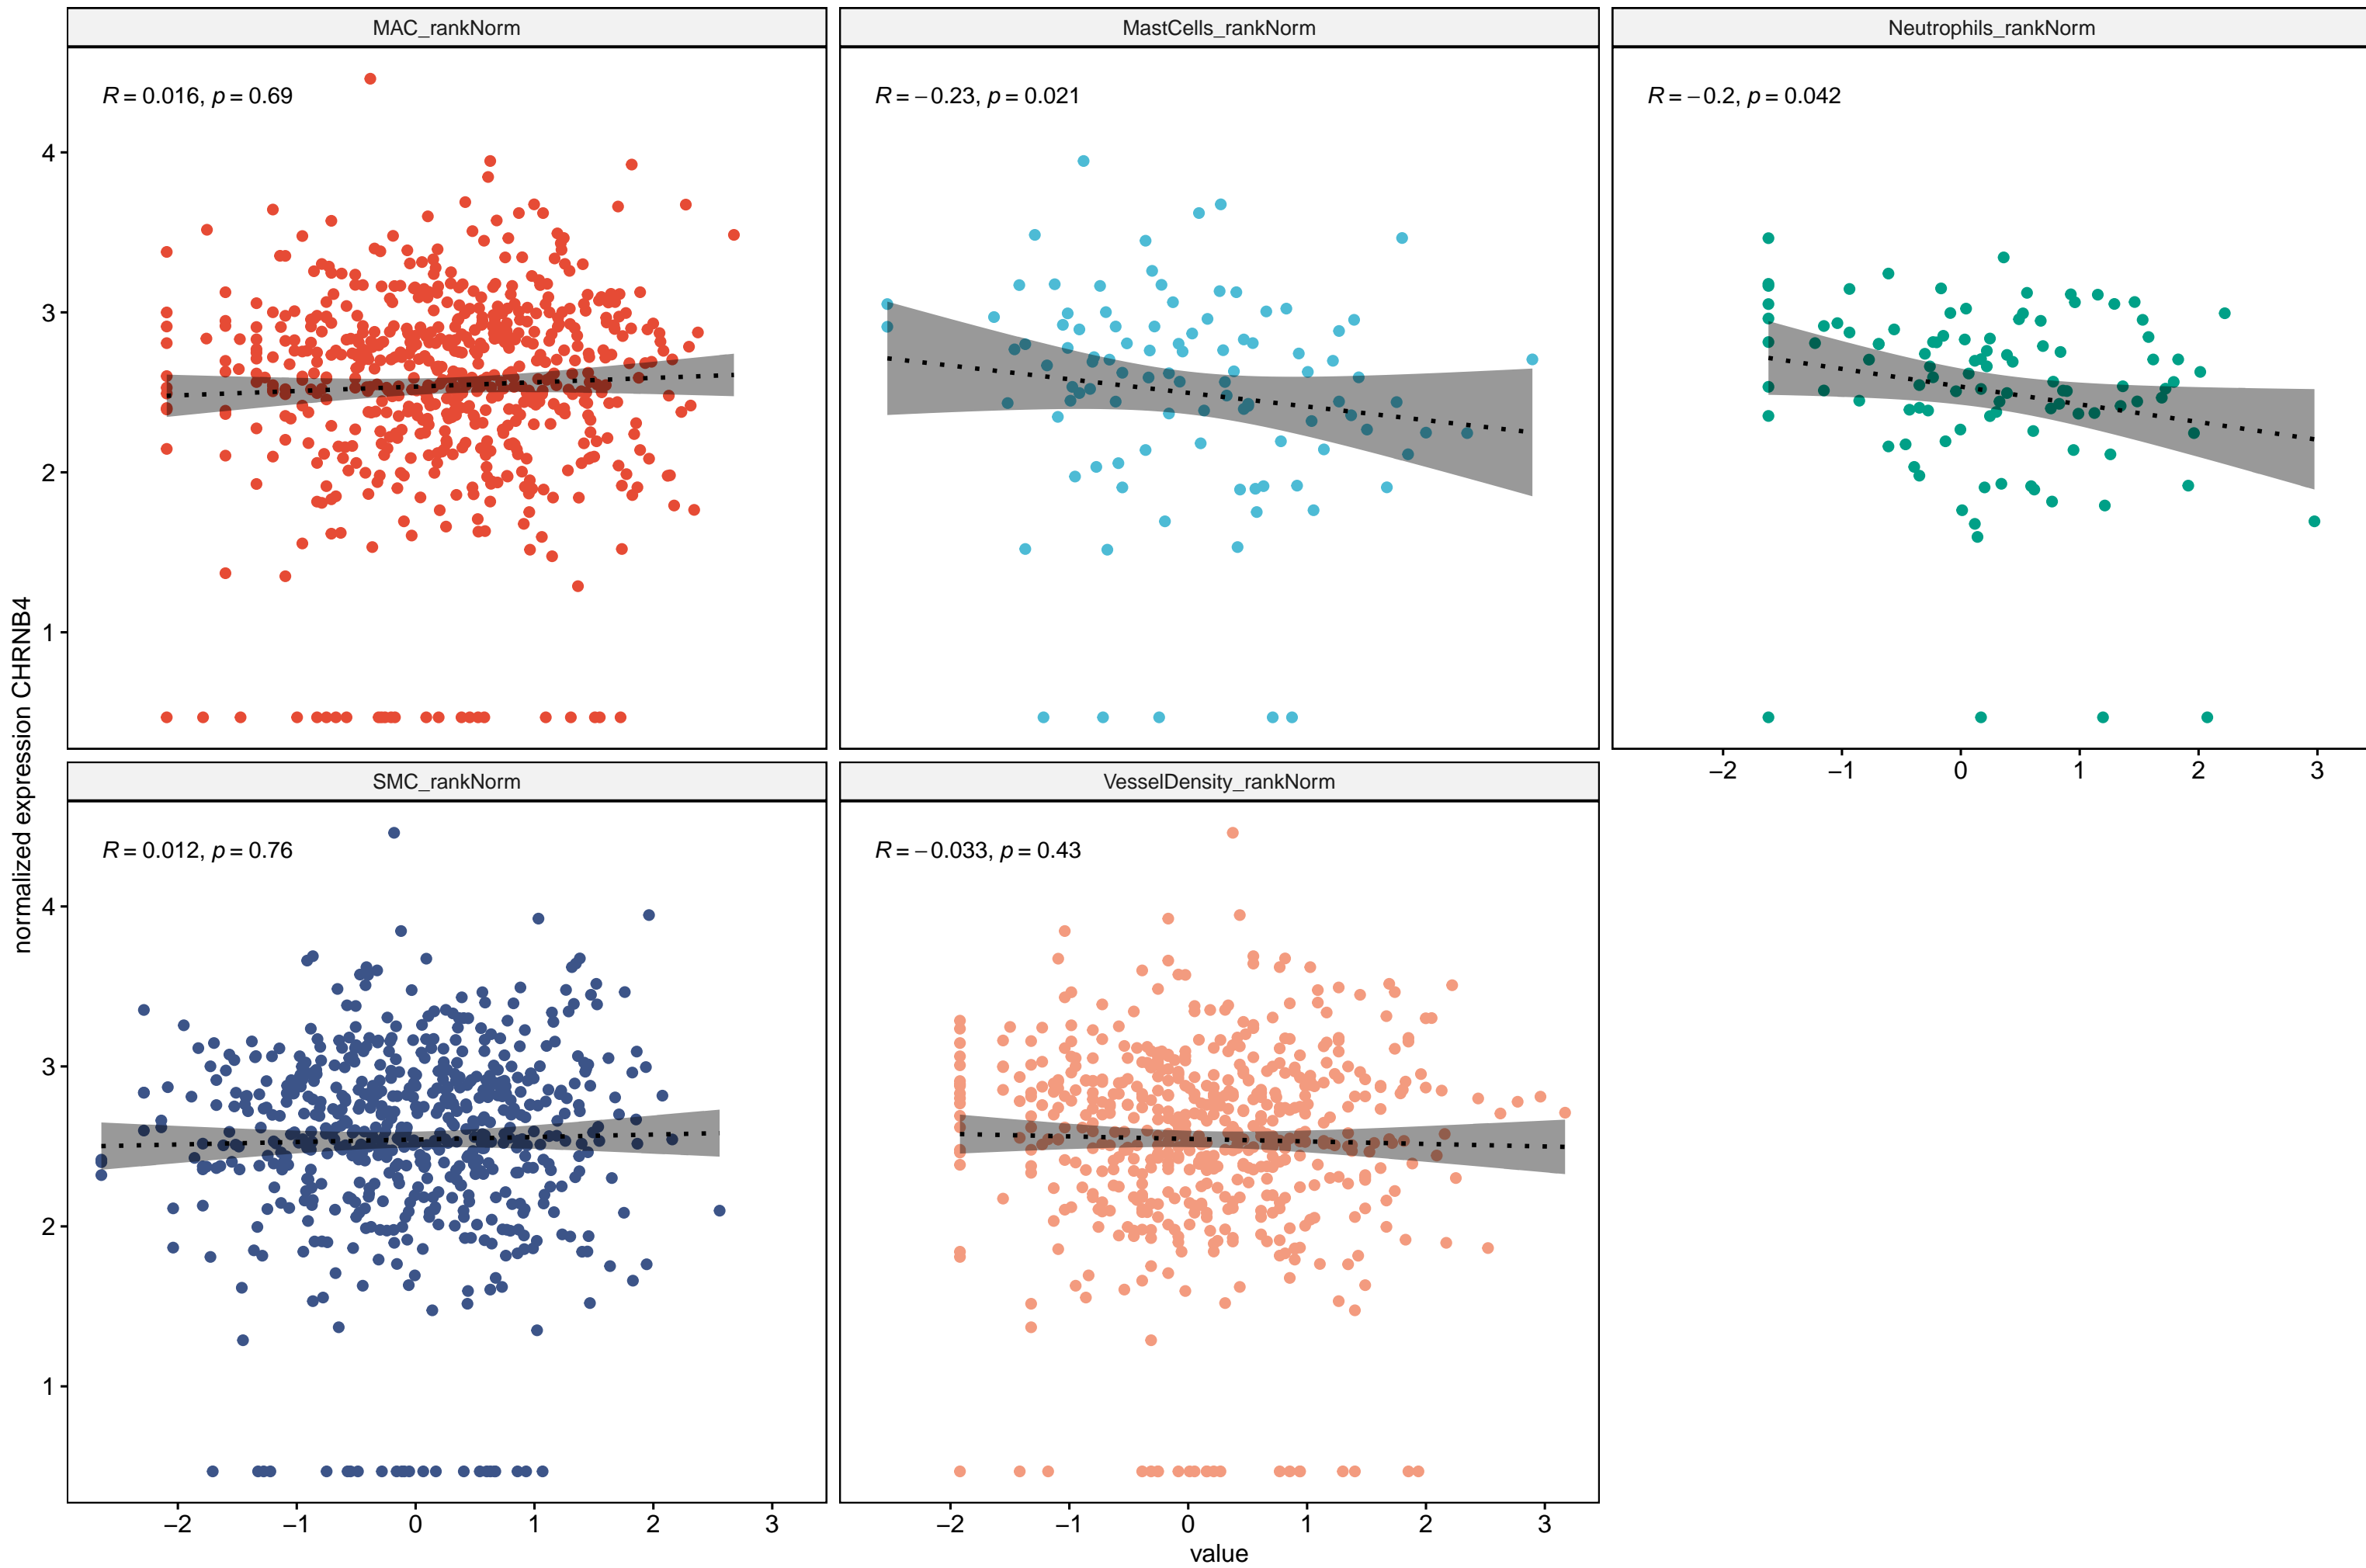 MAC_rankNorm
MastCells_rankNorm
Neutrophils_rankNorm
R = 0.016, p = 0.69
R = −0.23, p = 0.021
R = −0.2, p = 0.042
4
3
2
1
−2 −1 0 1 2 3
normalized expression CHRNB4
SMC_rankNorm
VesselDensity_rankNorm
R = 0.012, p = 0.76
R = −0.033, p = 0.43
4
3
2
1
−2 −1 0 1 2 3
−2 −1 0 1 2 3
value